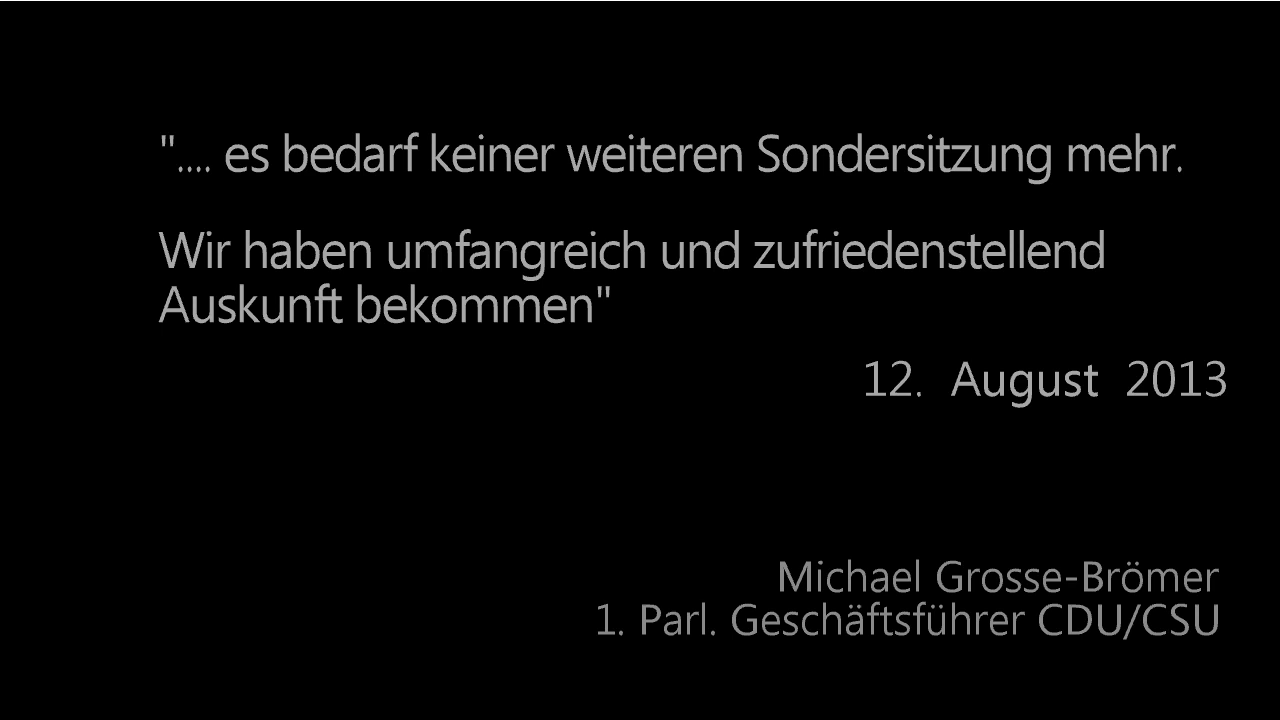 ".... es bedarf keiner weiteren Sondersitzung mehr.
Wir haben umfangreich und zufriedenstellend
Auskunft bekommen"
12. August 2013
Michael Grosse-Brömer
1. Parl. Geschäftsführer CDU/CSU